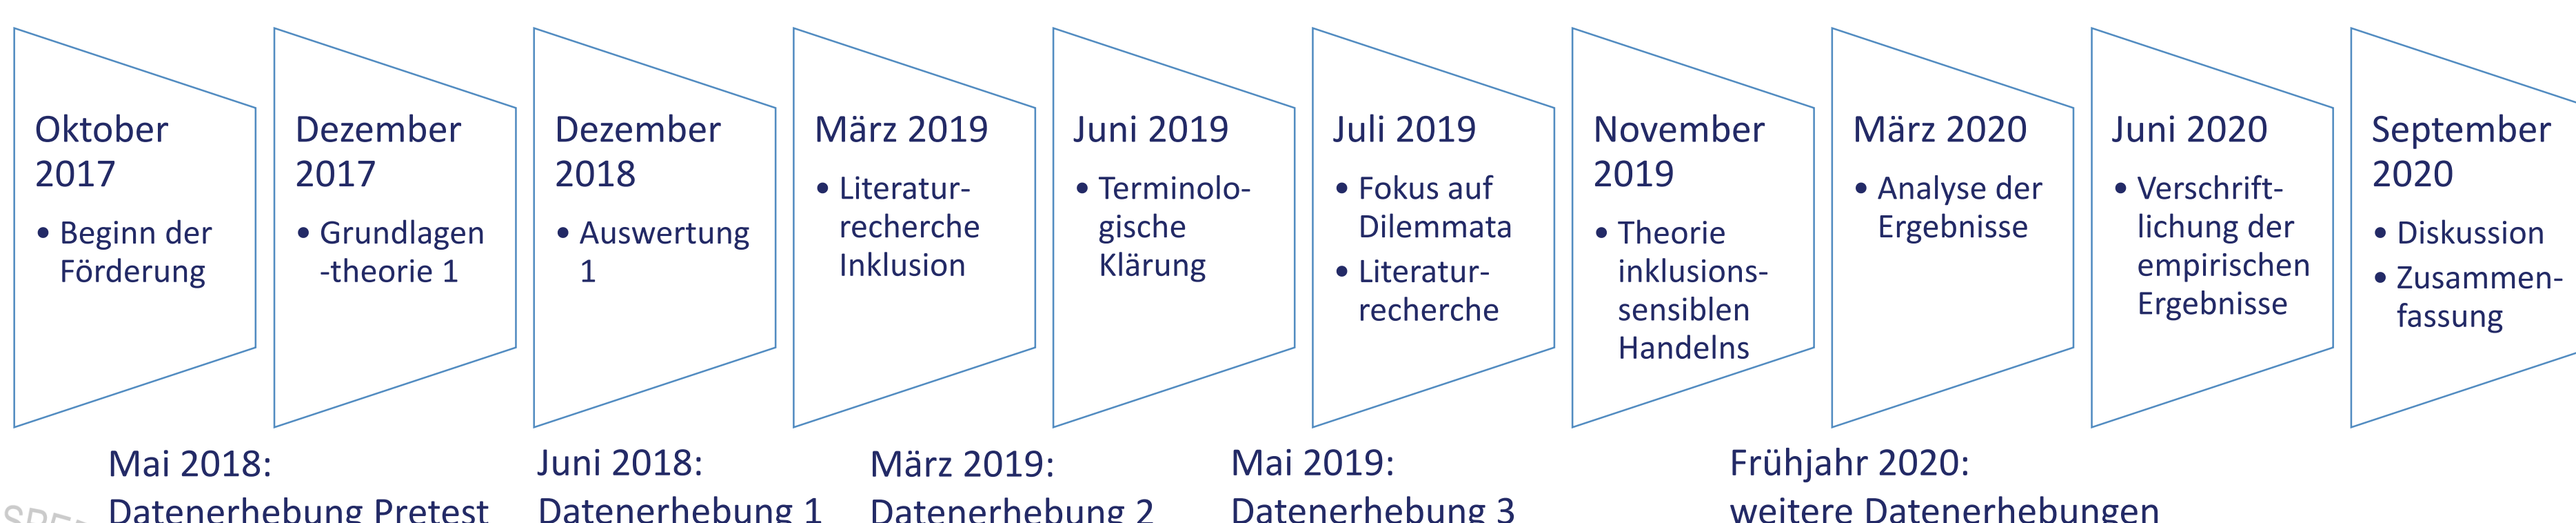 Oktober
2017
• Beginn der
Förderung
Dezember
2017
• Grundlagen
-theorie 1
Dezember
2018
• Auswertung
1
März 2019
• Literatur-
recherche
Inklusion
Juni 2019
• Terminolo-
gische
Klärung
Juli 2019
• Fokus auf
Dilemmata
• Literatur-
recherche
November
2019
• Theorie
inklusions-
sensiblen
Handelns
März 2020
• Analyse der
Ergebnisse
Juni 2020
• Verschrift-
lichung der
empirischen
Ergebnisse
September
2020
• Diskussion
• Zusammen-
fassung
Mai 2018:
Datenerhebung Pretest
Juni 2018:
Datenerhebung 1
März 2019:
Datenerhebung 2
Mai 2019:
Datenerhebung 3
Frühjahr 2020:
weitere Datenerhebungen